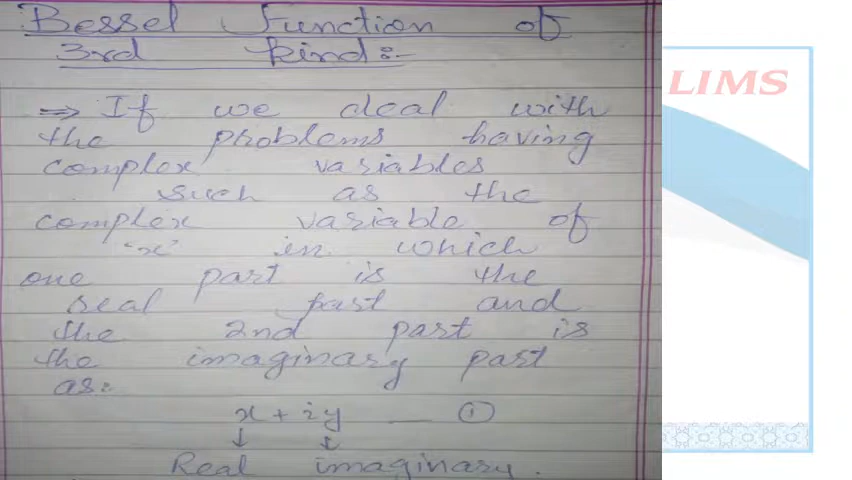 Bessel Function of
3rd kind:-
⇒ If we deal with
the problems having
complex variables
such as the
complex variable of
'x' in which
one part is the
real part and
the 2nd part is
the imaginary part
as:
x + iy — ①
↓ ↓
Real imaginary.
LIMS